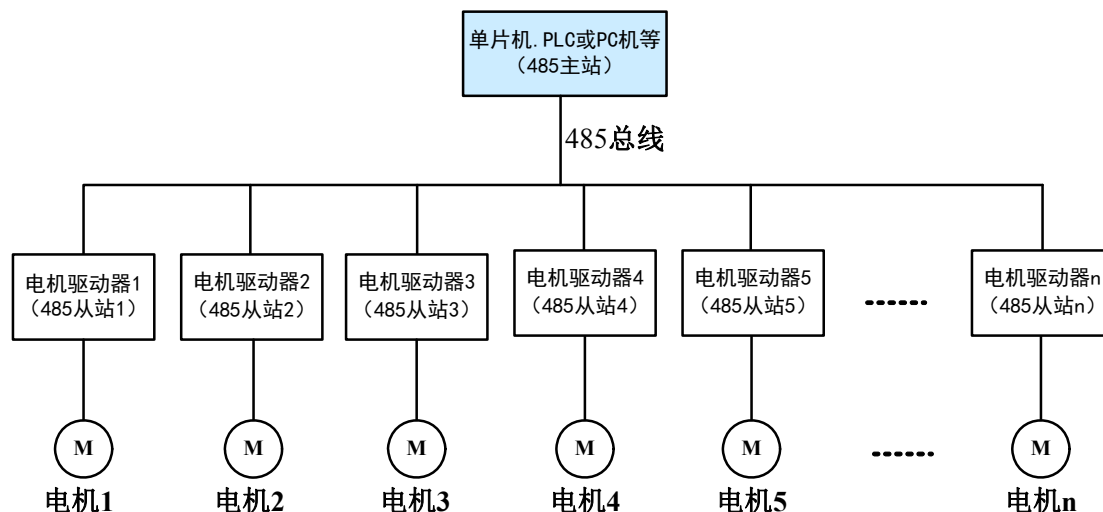 单片机.PLC或PC机等
（485主站）
485总线
电机驱动器1
（485从站1）
电机驱动器2
（485从站2）
电机驱动器3
（485从站3）
电机驱动器4
（485从站4）
电机驱动器5
（485从站5）
电机驱动器n
（485从站n）
M
M
M
M
M
M
电机1
电机2
电机3
电机4
电机5
电机n